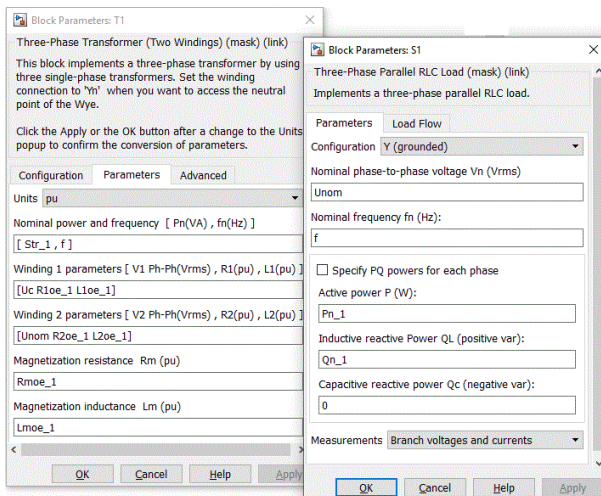 Block Parameters: T1
Three-Phase Transformer (Two Windings) (mask) (link)
This block implements a three-phase transformer by using
three single-phase transformers. Set the winding
connection to 'Yn' when you want to access the neutral
point of the Wye.
Click the Apply or the OK button after a change to the Units
popup to confirm the conversion of parameters.
Configuration Parameters Advanced
Units pu
Nominal power and frequency [ Pn(VA) , fn(Hz) ]
[ Str_1 , f ]
Winding 1 parameters [ V1 Ph-Ph(Vrms) , R1(pu) , L1(pu) ]
[Uc R1oe_1 L1oe_1]
Winding 2 parameters [ V2 Ph-Ph(Vrms) , R2(pu) , L2(pu) ]
[Unom R2oe_1 L2oe_1]
Magnetization resistance Rm (pu)
Rmoe_1
Magnetization inductance Lm (pu)
Lmoe_1
OK Cancel Help Apply
Block Parameters: S1
Three-Phase Parallel RLC Load (mask) (link)
Implements a three-phase parallel RLC load.
Parameters Load Flow
Configuration Y (grounded)
Nominal phase-to-phase voltage Vn (Vrms)
Unom
Nominal frequency fn (Hz):
f
Specify PQ powers for each phase
Active power P (W):
Pn_1
Inductive reactive Power QL (positive var):
Qn_1
Capacitive reactive power Qc (negative var):
0
Measurements Branch voltages and currents
OK Cancel Help Apply